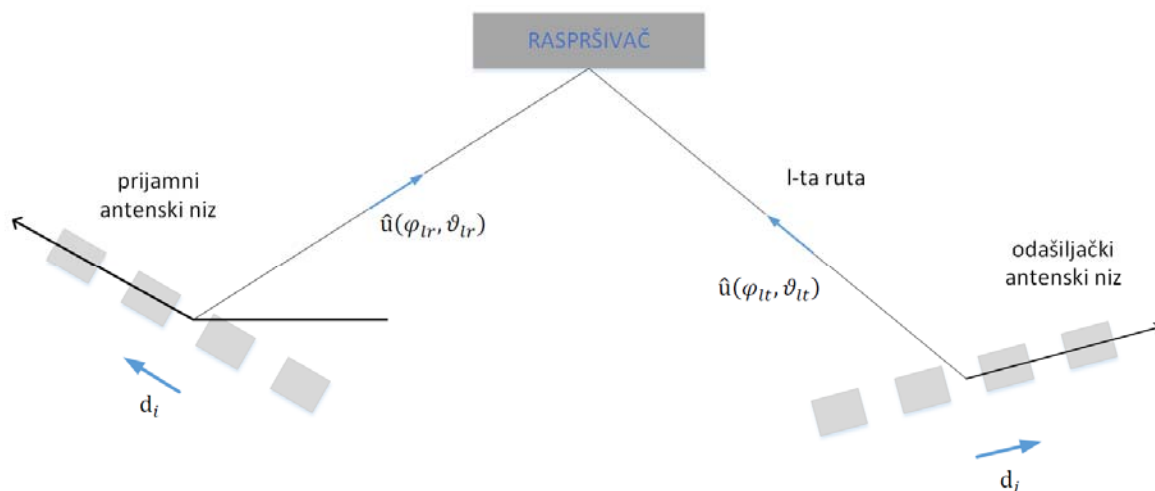 RASPRŠIVAČ
prijamni
antenski niz
l-ta ruta
û(φ_lr, ϑ_lr)
odašiljački
antenski niz
û(φ_lt, ϑ_lt)
d_i
d_i